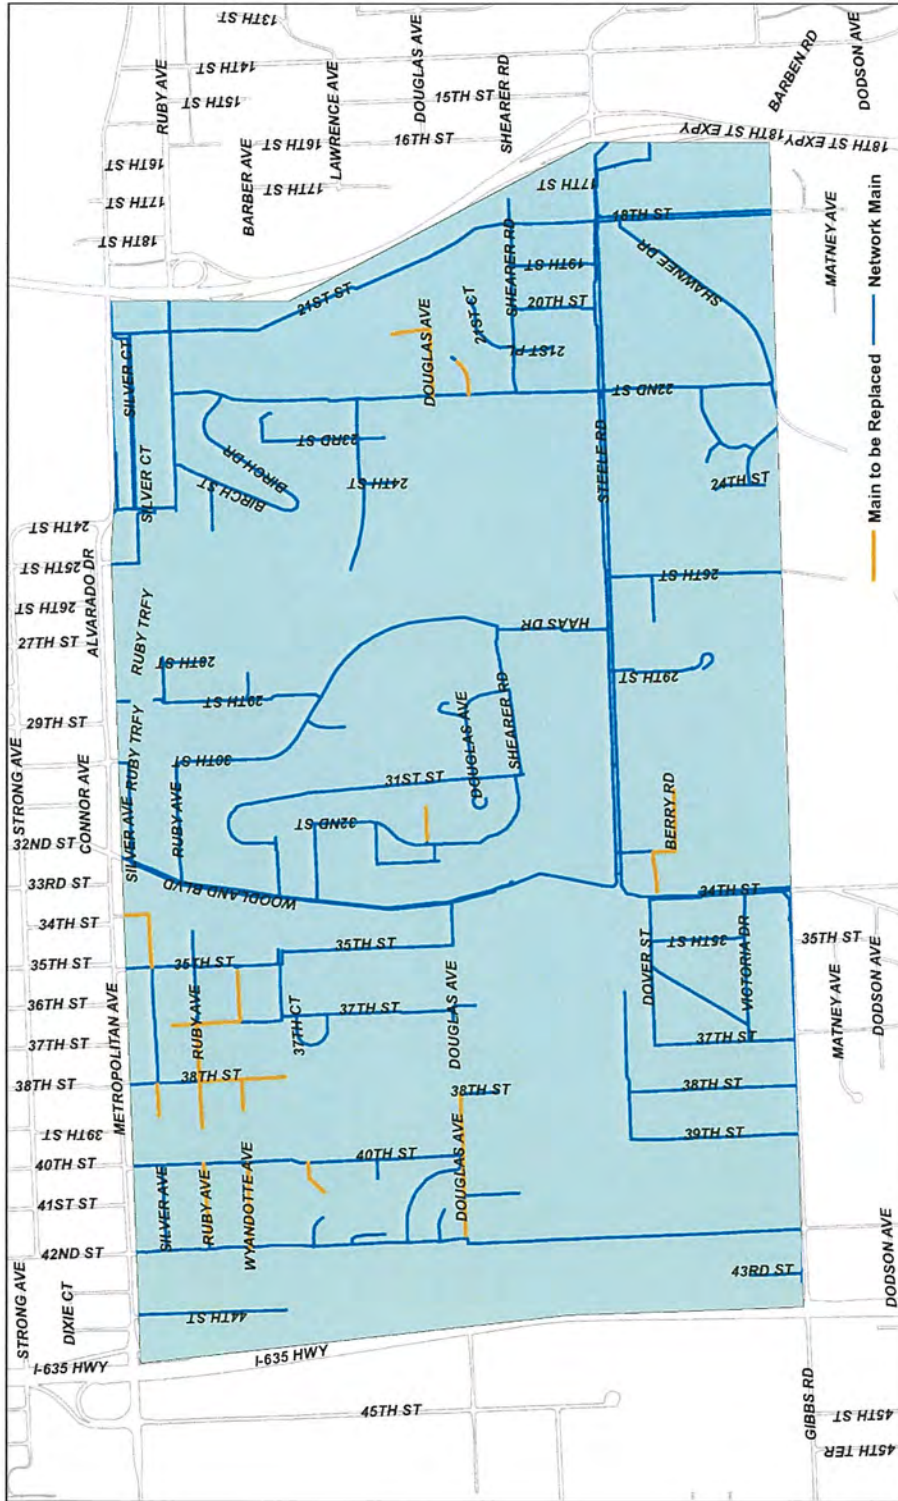 13TH ST
14TH ST
15TH ST
16TH ST
17TH ST
18TH ST
RUBY AVE
BARBER AVE
16TH ST
17TH ST
LAWRENCE AVE
DOUGLAS AVE
15TH ST
16TH ST
SHEARER RD
BARBEN RD
DODSON AVE
18TH ST EXPY
18TH ST EXPY
MATNEY AVE
17TH ST
18TH ST
SHAWNEE DR
19TH ST
SHEARER RD
20TH ST
21ST CT
21ST PL
21ST ST
DOUGLAS AVE
22ND ST
SILVER CT
SILVER CT
BIRCH DR
BIRCH ST
23RD ST
24TH ST
STEELE RD
24TH ST
24TH ST
25TH ST
26TH ST
27TH ST
ALVARADO DR
RUBY TRFY
28TH ST
29TH ST
HAAS DR
26TH ST
29TH ST
29TH ST
STRONG AVE
CONNOR AVE
32ND ST
33RD ST
SILVER AVE
RUBY TRFY
RUBY AVE
30TH ST
31ST ST
32ND ST
DOUGLAS AVE
SHEARER RD
BERRY RD
WOODLAND BLVD
34TH ST
34TH ST
35TH ST
36TH ST
37TH ST
38TH ST
39TH ST
40TH ST
41ST ST
42ND ST
METROPOLITAN AVE
35TH ST
35TH ST
RUBY AVE
37TH CT
37TH ST
DOUGLAS AVE
38TH ST
38TH ST
DOVER ST
35TH ST
VICTORIA DR
37TH ST
38TH ST
39TH ST
35TH ST
MATNEY AVE
DODSON AVE
SILVER AVE
RUBY AVE
WYANDOTTE AVE
40TH ST
DOUGLAS AVE
43RD ST
DODSON AVE
STRONG AVE
DIXIE CT
44TH ST
I-635 HWY
I-635 HWY
45TH ST
GIBBS RD
45TH ST
45TH TER
Main to be Replaced
Network Main